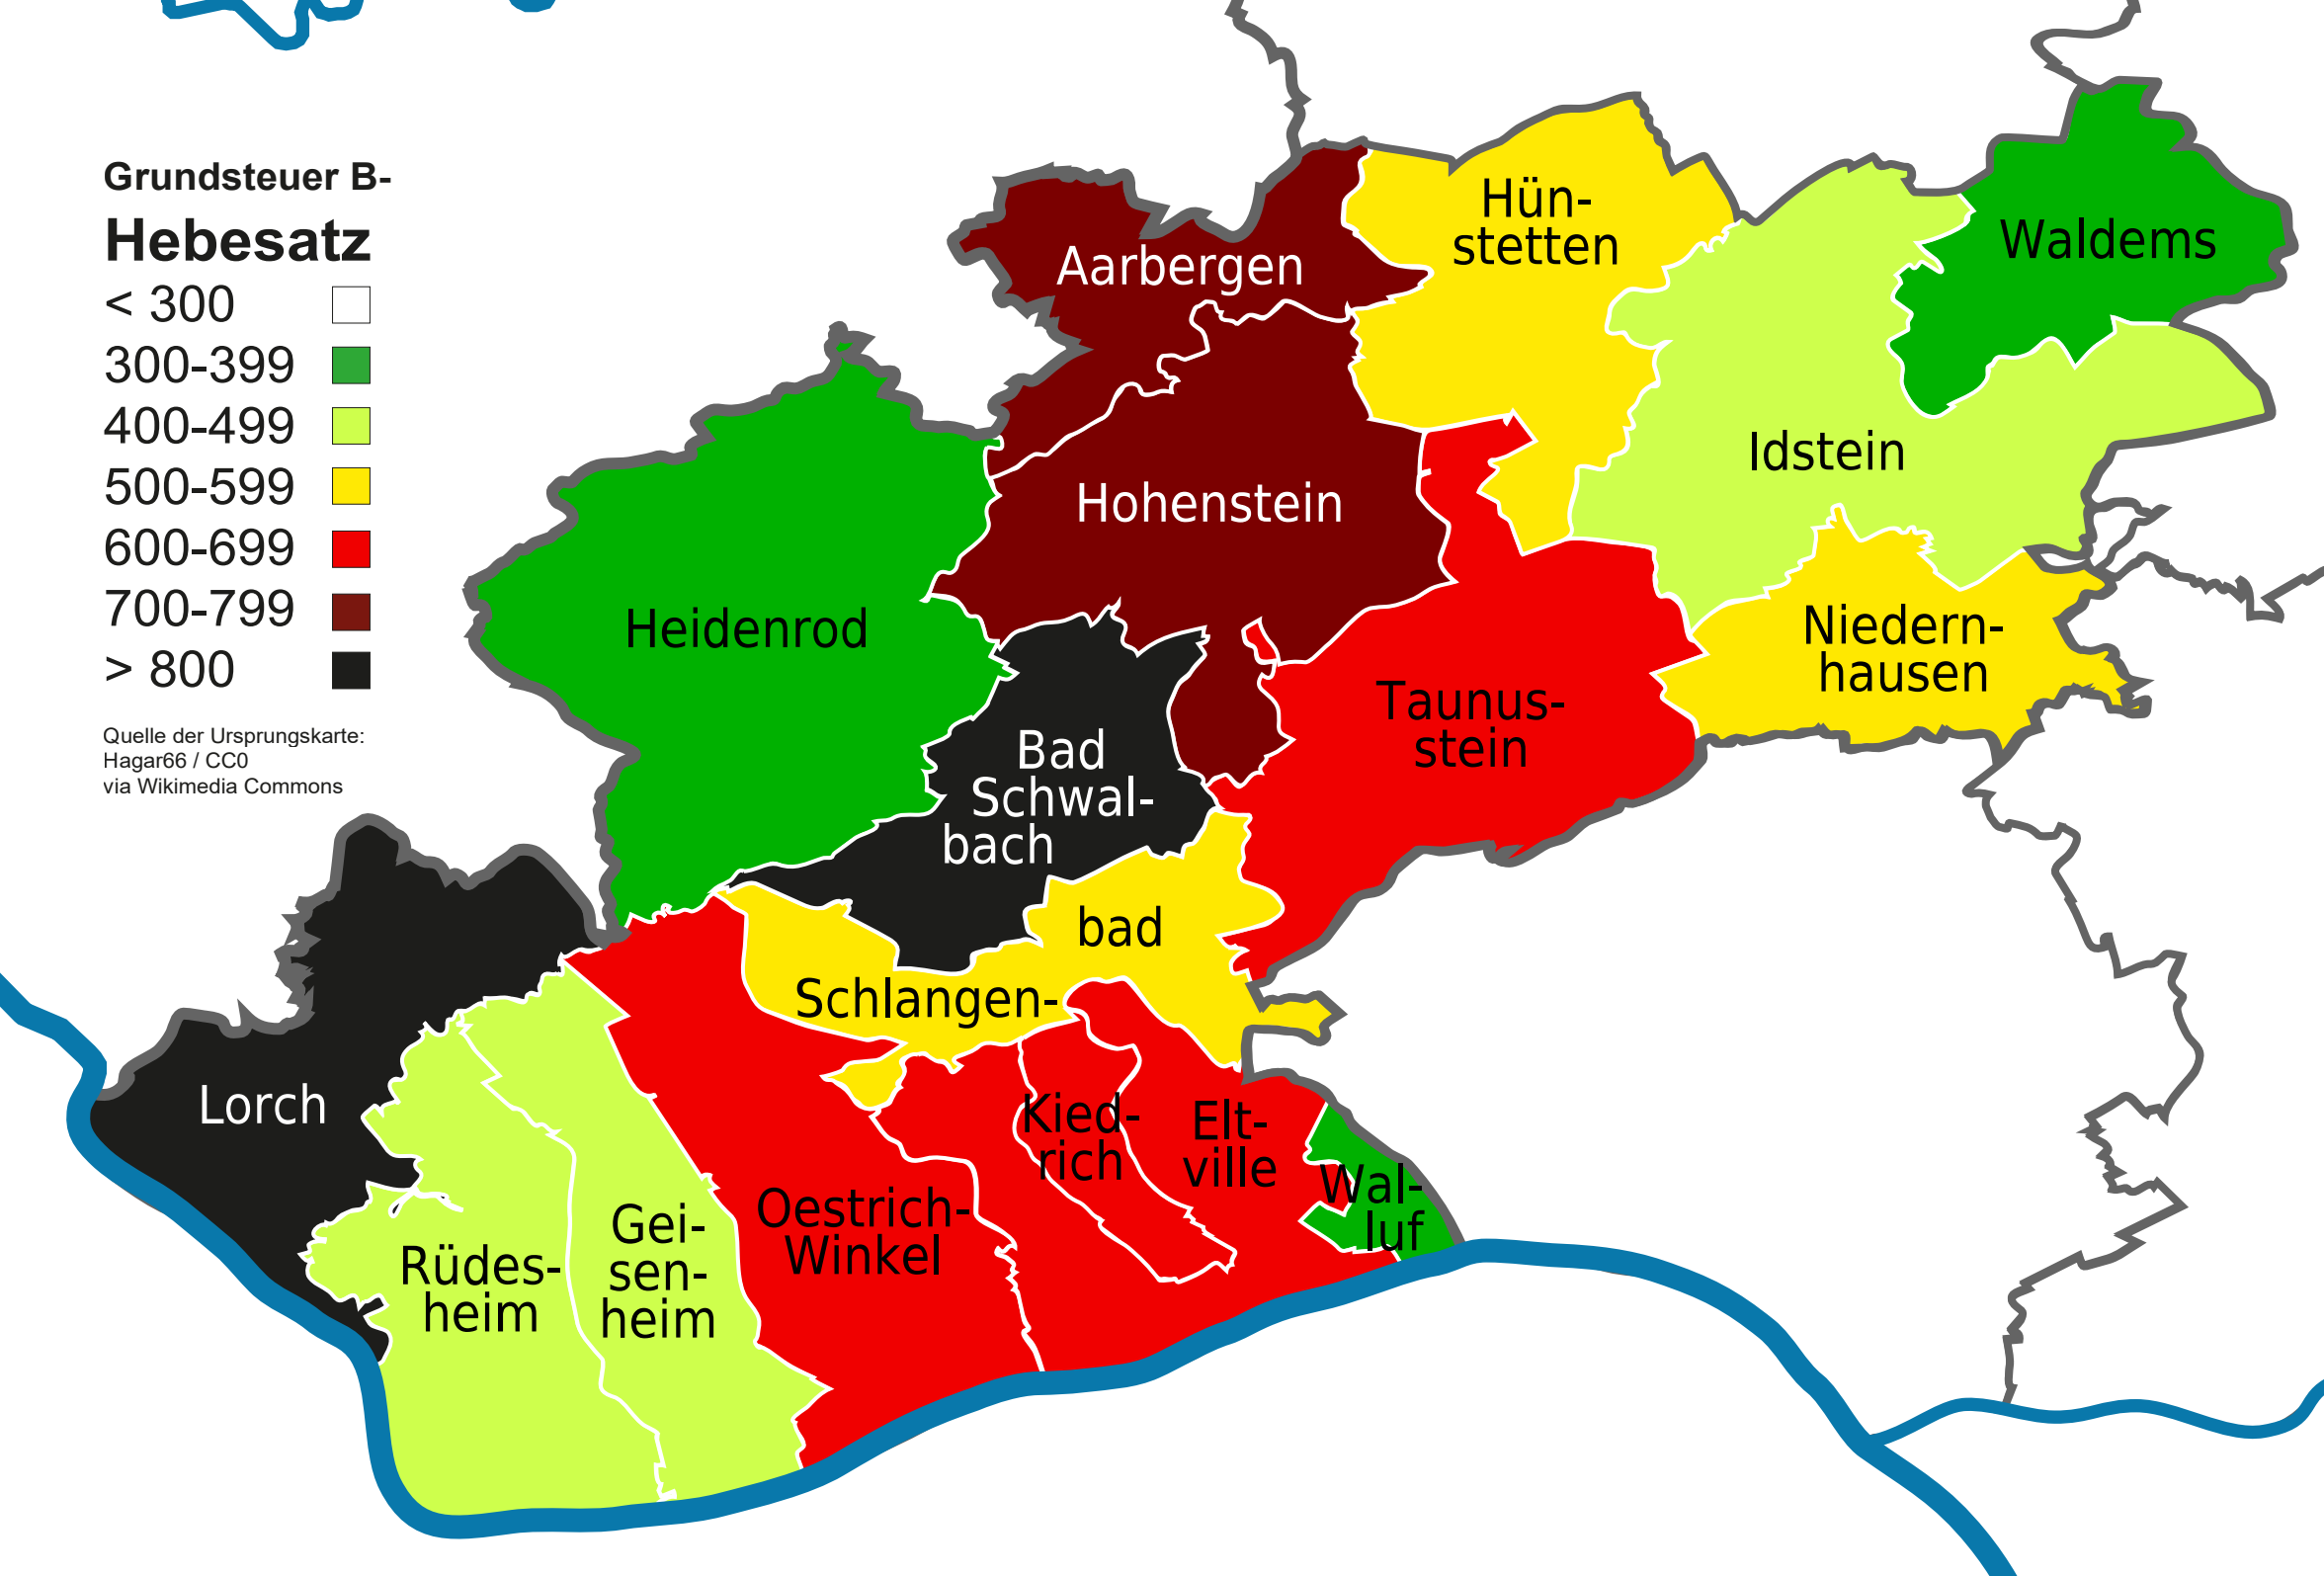 Grundsteuer B-
Hebesatz
< 300
300-399
400-499
500-599
600-699
700-799
> 800
Quelle der Ursprungskarte:
Hagar66 / CC0
via Wikimedia Commons
Hün-
stetten
Waldems
Aarbergen
Idstein
Hohenstein
Heidenrod
Niedern-
hausen
Taunus-
stein
Bad
Schwal-
bach
bad
Schlangen-
Lorch
Kied-
rich
Elt-
ville
Wal-
luf
Oestrich-
Winkel
Gei-
sen-
heim
Rüdes-
heim